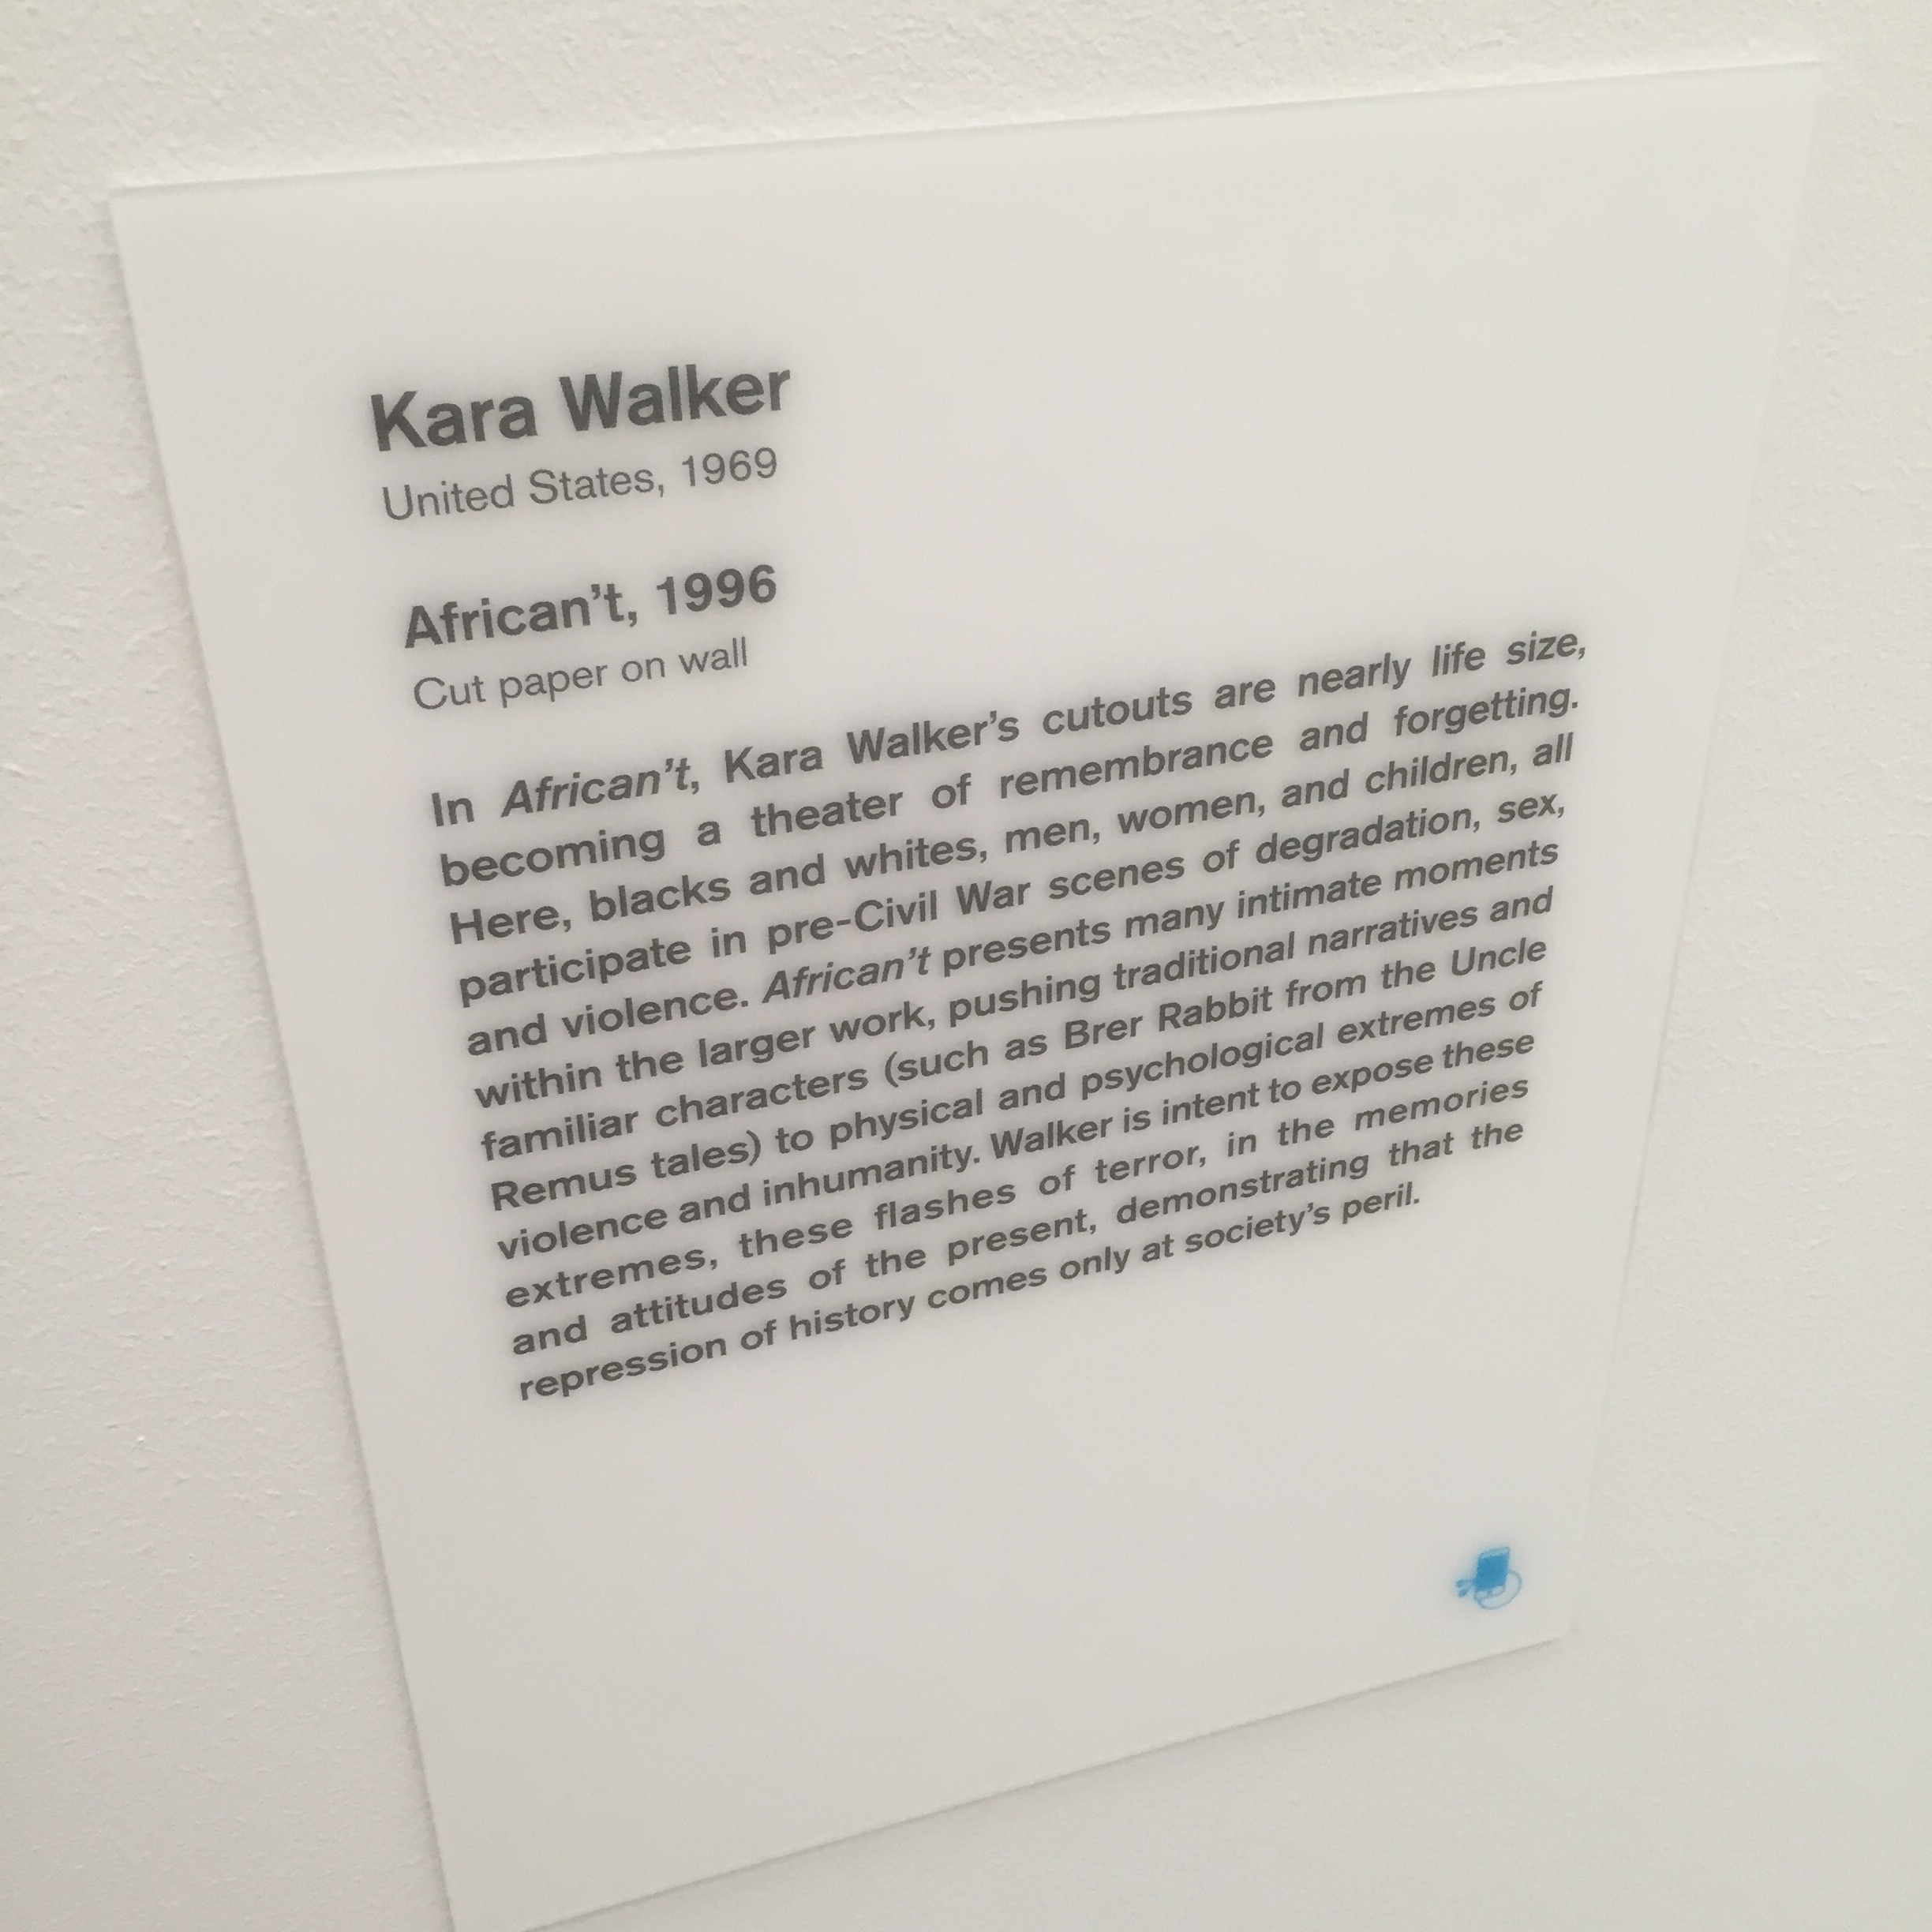 Kara Walker
United States, 1969
African’t, 1996
Cut paper on wall
In African’t, Kara Walker’s cutouts are nearly life size,
becoming a theater of remembrance and forgetting.
Here, blacks and whites, men, women, and children, all
participate in pre-Civil War scenes of degradation, sex,
and violence. African’t presents many intimate moments
within the larger work, pushing traditional narratives and
familiar characters (such as Brer Rabbit from the Uncle
Remus tales) to physical and psychological extremes of
violence and inhumanity. Walker is intent to expose these
extremes, these flashes of terror, in the memories
and attitudes of the present, demonstrating that the
repression of history comes only at society’s peril.